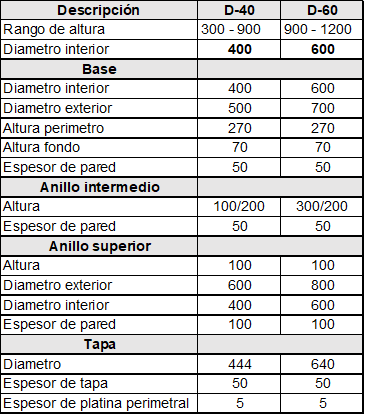 Descripción D-40 D-60
Rango de altura 300 - 900 900 - 1200
Diametro interior 400 600
Base
Diametro interior 400 600
Diametro exterior 500 700
Altura perimetro 270 270
Altura fondo 70 70
Espesor de pared 50 50
Anillo intermedio
Altura 100/200 300/200
Espesor de pared 50 50
Anillo superior
Altura 100 100
Diametro exterior 600 800
Diametro interior 400 600
Espesor de pared 100 100
Tapa
Diametro 444 640
Espesor de tapa 50 50
Espesor de platina perimetral 5 5